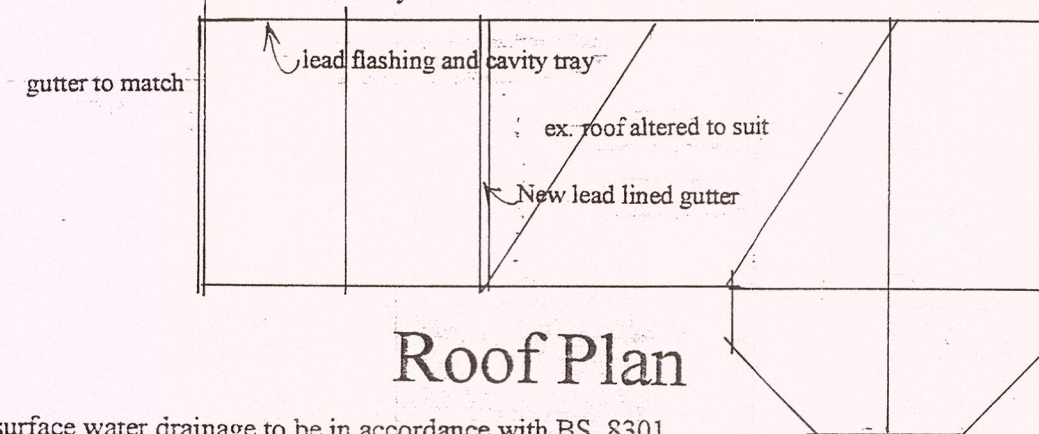 lead flashing and cavity tray
gutter to match
ex. roof altered to suit
New lead lined gutter
Roof Plan
surface water drainage to be in accordance with BS 8301